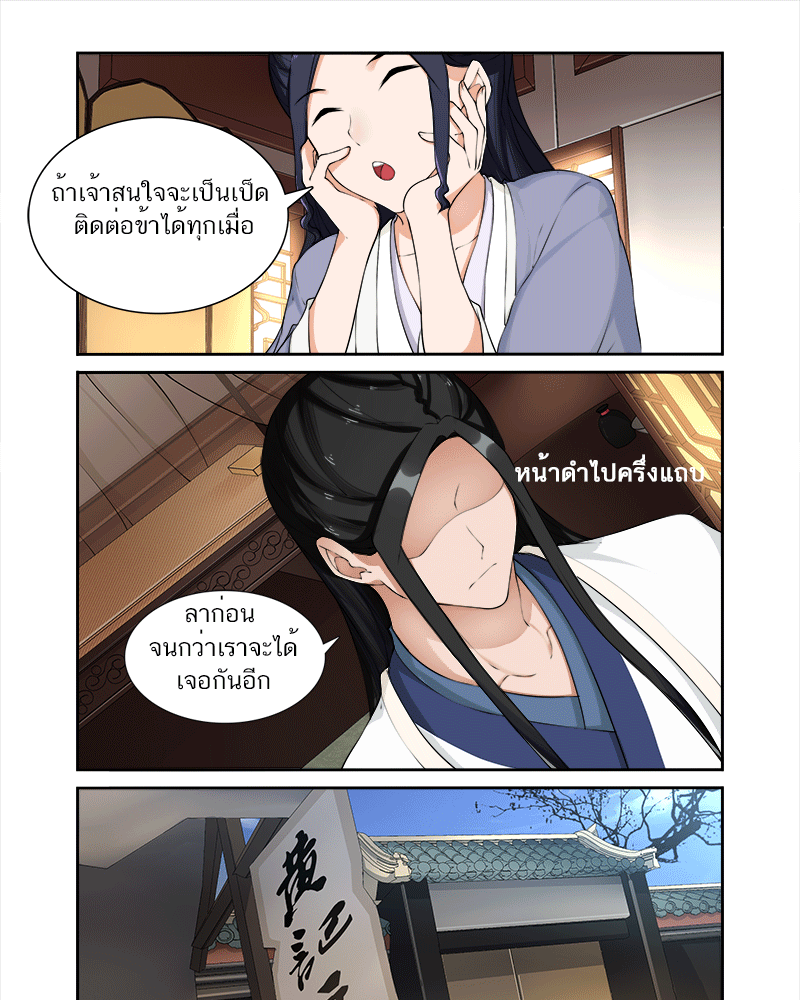 ถ้าเจ้าสนใจจะเป็นเป็ด
ติดต่อข้าได้ทุกเมื่อ
หน้าดำไปครึ่งแถบ
ลาก่อน
จนกว่าเราจะได้
เจอกันอีก
黄記